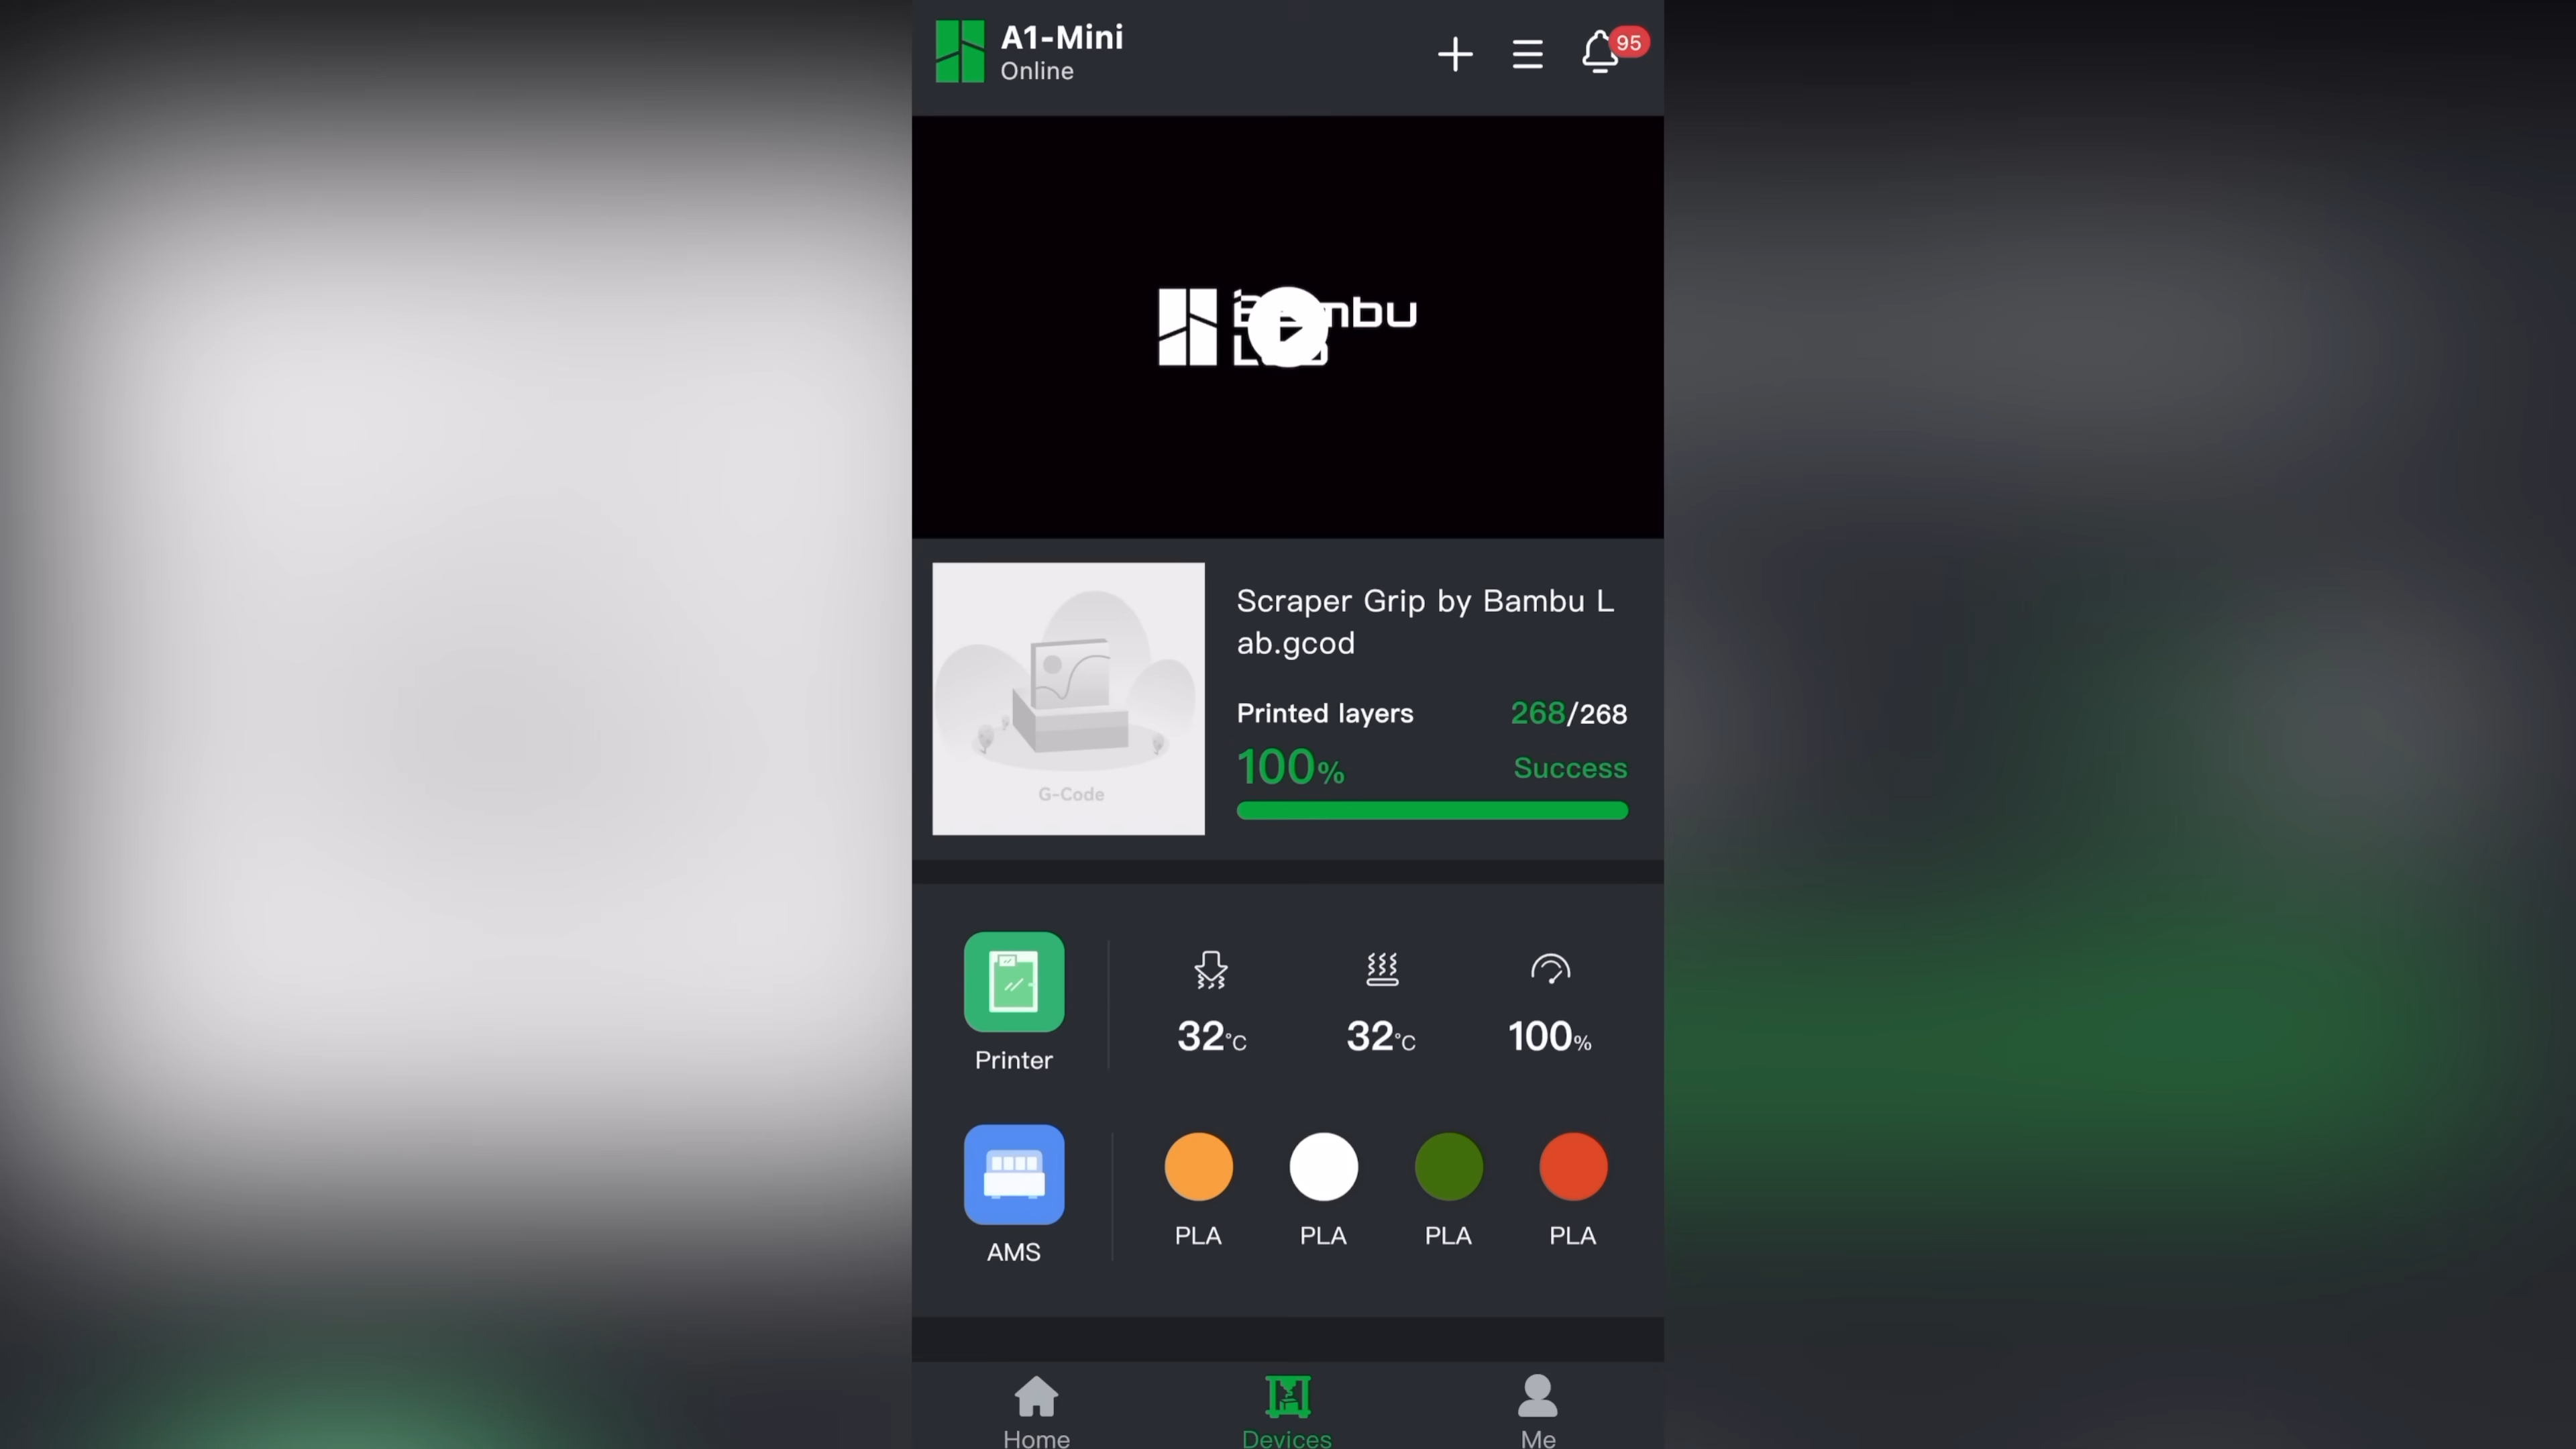 A1-Mini
Online
95
mbu
Scraper Grip by Bambu L
ab.gcod
Printed layers 268/268
100% Success
G-Code
32°C 32°C 100%
Printer
PLA PLA PLA PLA
AMS
Home Devices Me